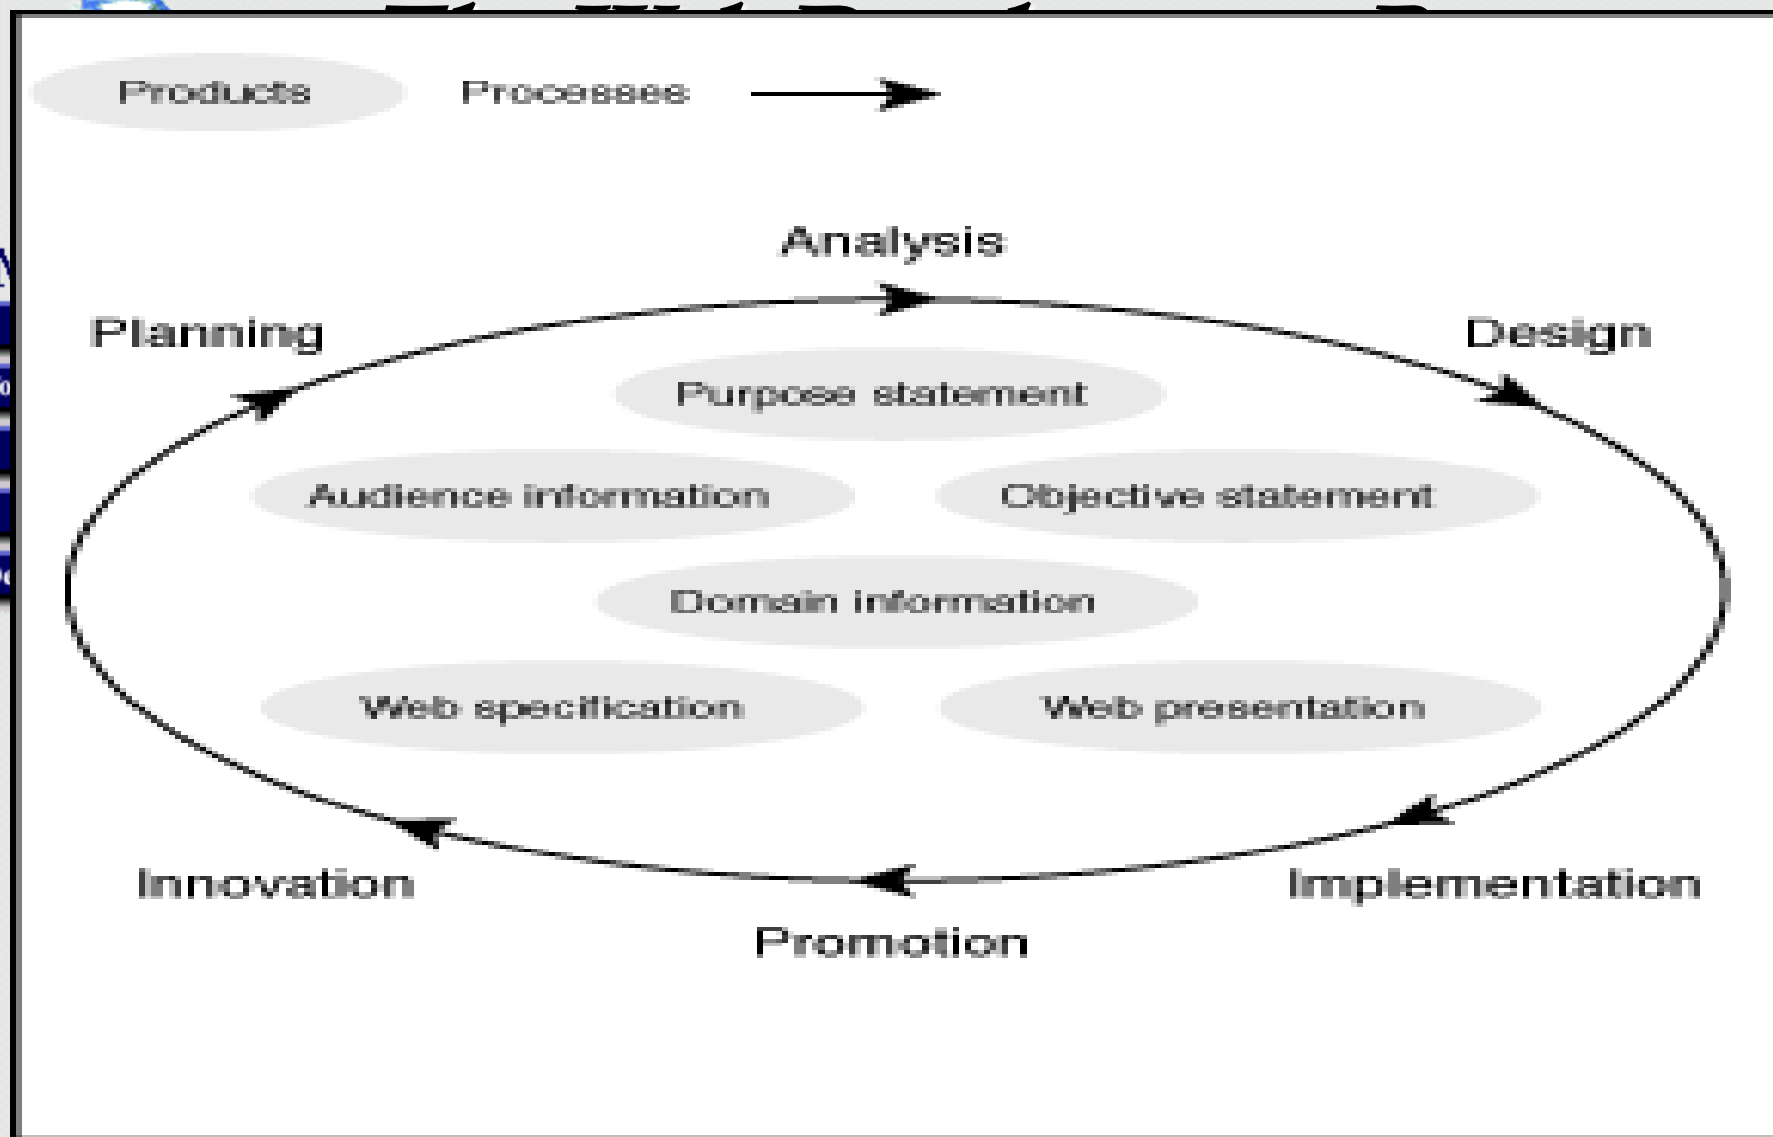 Products Processes
Analysis
Planning
Design
Purpose statement
Audience information Objective statement
Domain information
Web specification Web presentation
Innovation
Implementation
Promotion